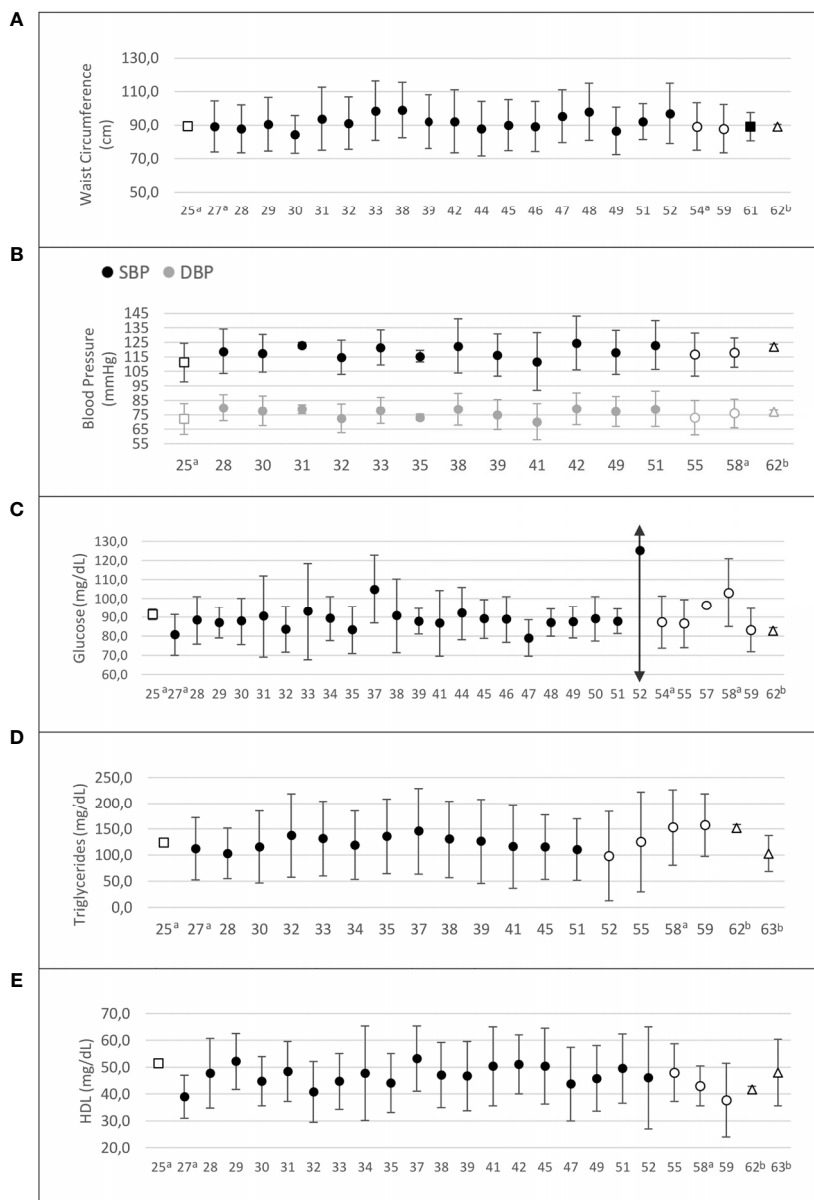 A
Waist Circumference
(cm)
130,0
110,0
90,0
70,0
50,0
25a 27a 28 29 30 31 32 33 38 39 42 44 45 46 47 48 49 51 52 54a 59 61 62b
B
SBP DBP
Blood Pressure
(mmHg)
145
135
125
115
105
95
85
75
65
55
25a 28 30 31 32 33 35 38 39 41 42 49 51 55 58a 62b
C
Glucose (mg/dL)
130,0
120,0
110,0
100,0
90,0
80,0
70,0
60,0
25a 27a 28 29 30 31 32 33 34 35 37 38 39 41 44 45 46 47 48 49 50 51 52 54a 55 57 58a 59 62b
D
Triglycerides (mg/dL)
250,0
200,0
150,0
100,0
50,0
0,0
25a 27a 28 30 32 33 34 35 37 38 39 41 45 51 52 55 58a 59 62b 63b
E
HDL (mg/dL)
70,0
60,0
50,0
40,0
30,0
20,0
25a 27a 28 29 30 31 32 33 34 35 37 38 39 41 42 45 47 49 51 52 55 58a 59 62b 63b